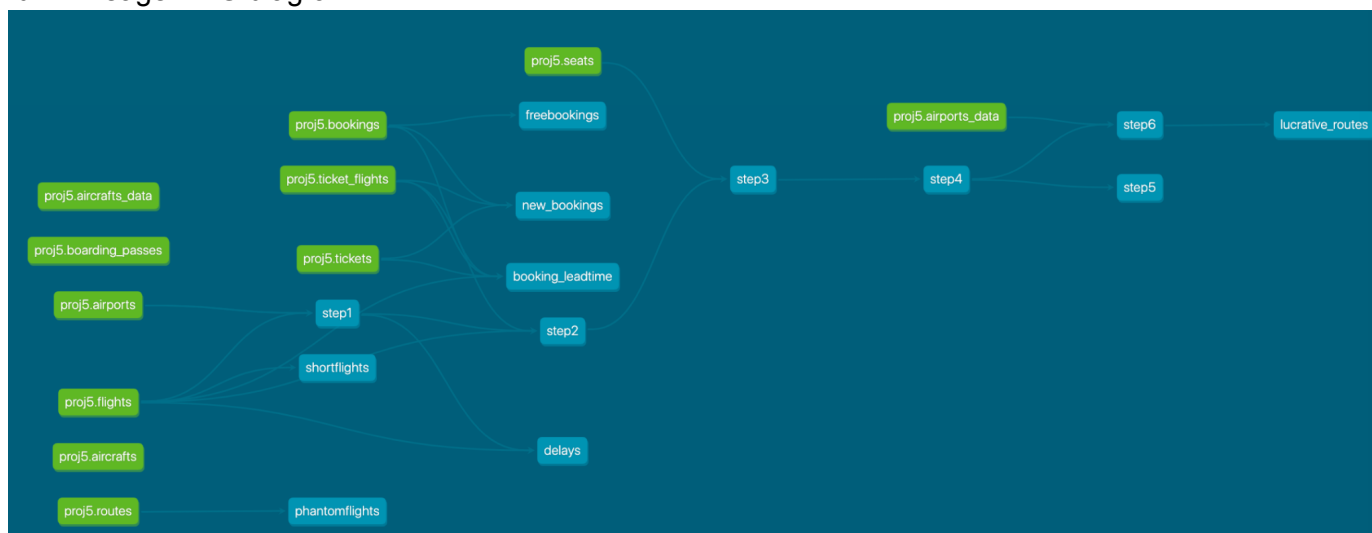 proj5.seats
freebookings
proj5.bookings
proj5.airports_data
step6
lucrative_routes
proj5.ticket_flights
step3
step4
step5
proj5.aircrafts_data
new_bookings
proj5.boarding_passes
proj5.tickets
booking_leadtime
proj5.airports
step1
step2
shortflights
proj5.flights
delays
proj5.aircrafts
proj5.routes
phantomflights